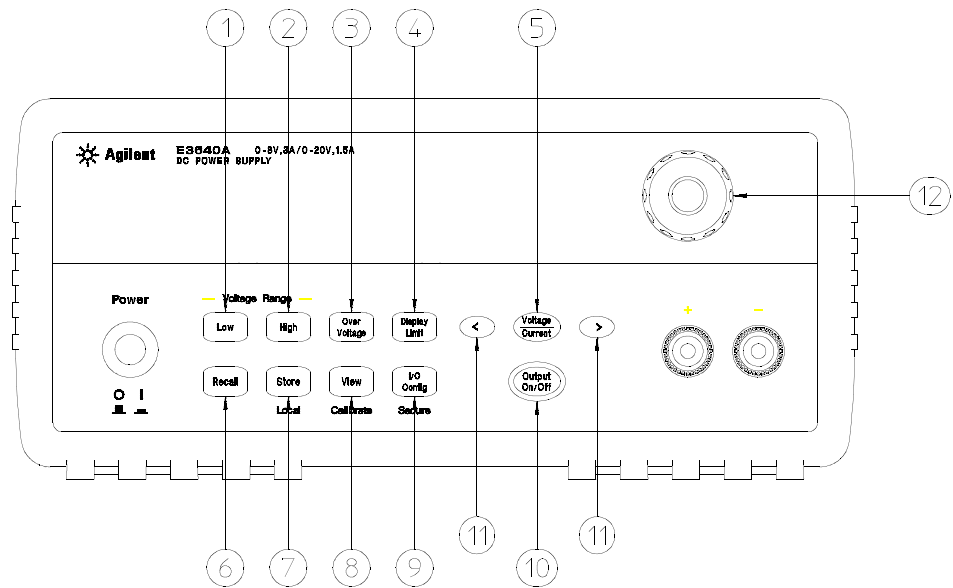 1 2 3 4 5
Agilent E3640A 0-8V,3A/0-20V,1.5A
DC POWER SUPPLY
12
Power
Voltage Range
Low High Over Voltage Display Limit < Voltage Current > + -
Recall Store View I/O Config Output On/Off
O I
Local Calibrate Secure
11 11
6 7 8 9 10